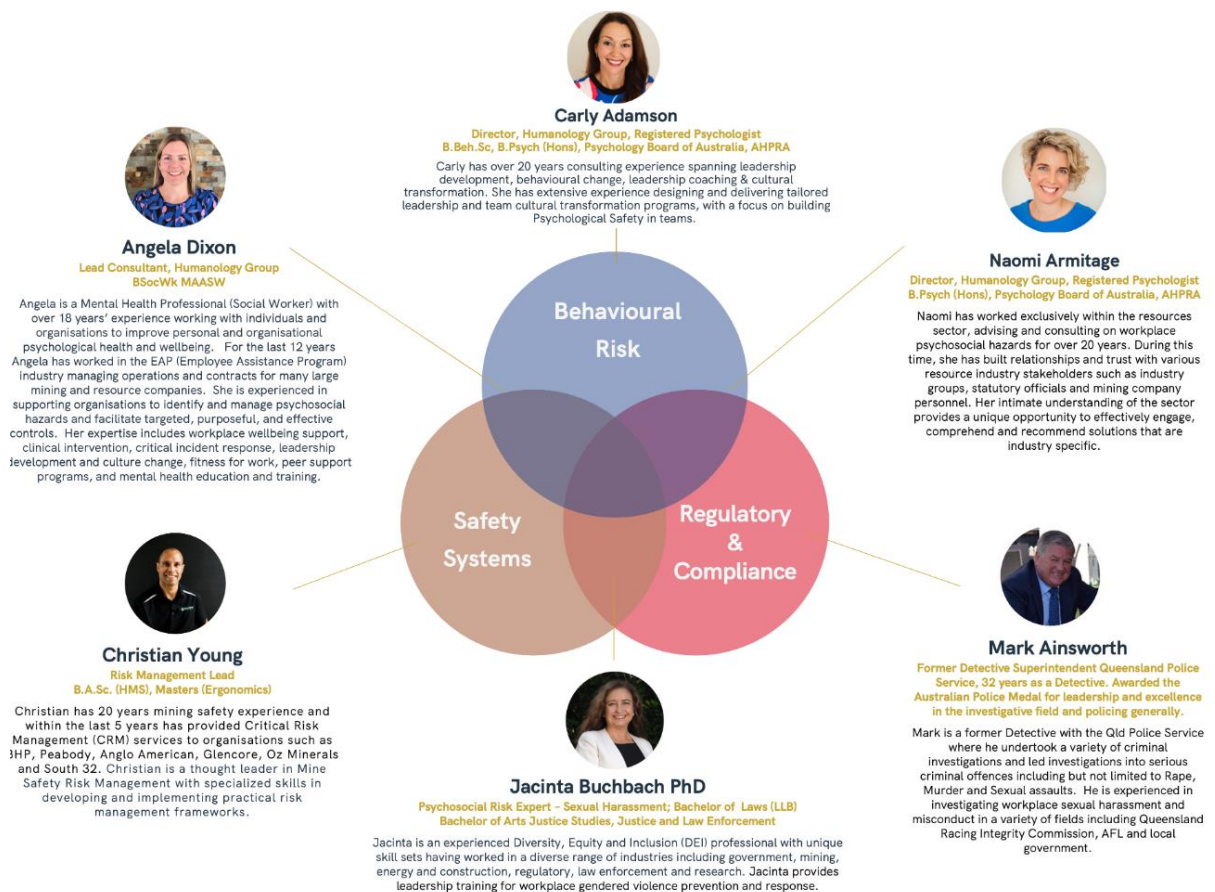 Carly Adamson
Director, Humanology Group, Registered Psychologist
B.Beh.Sc, B.Psych (Hons), Psychology Board of Australia, AHPRA
Carly has over 20 years consulting experience spanning leadership
development, behavioural change, leadership coaching & cultural
transformation. She has extensive experience designing and delivering tailored
leadership and team cultural transformation programs, with a focus on building
Psychological Safety in teams.
Angela Dixon
Lead Consultant, Humanology Group
BSocWk MAASW
Angela is a Mental Health Professional (Social Worker) with
over 18 years' experience working with individuals and
organisations to improve personal and organisational
psychological health and wellbeing. For the last 12 years
Angela has worked in the EAP (Employee Assistance Program)
industry managing operations and contracts for many large
mining and resource companies. She is experienced in
supporting organisations to identify and manage psychosocial
hazards and facilitate targeted, purposeful, and effective
controls. Her expertise includes workplace wellbeing support,
clinical intervention, critical incident response, leadership
development and culture change, fitness for work, peer support
programs, and mental health education and training.
Naomi Armitage
Director, Humanology Group, Registered Psychologist
B.Psych (Hons), Psychology Board of Australia, AHPRA
Naomi has worked exclusively within the resources
sector, advising and consulting on workplace
psychosocial hazards for over 20 years. During this
time, she has built relationships and trust with various
resource industry stakeholders such as industry
groups, statutory officials and mining company
personnel. Her intimate understanding of the sector
provides a unique opportunity to effectively engage,
comprehend and recommend solutions that are
industry specific.
Behavioural
Risk
Safety
Systems
Regulatory
&
Compliance
Christian Young
Risk Management Lead
B.A.Sc. (HMS), Masters (Ergonomics)
Christian has 20 years mining safety experience and
within the last 5 years has provided Critical Risk
Management (CRM) services to organisations such as
BHP, Peabody, Anglo American, Glencore, Oz Minerals
and South 32. Christian is a thought leader in Mine
Safety Risk Management with specialized skills in
developing and implementing practical risk
management frameworks.
Jacinta Buchbach PhD
Psychosocial Risk Expert – Sexual Harassment; Bachelor of Laws (LLB)
Bachelor of Arts Justice Studies, Justice and Law Enforcement
Jacinta is an experienced Diversity, Equity and Inclusion (DEI) professional with unique
skill sets having worked in a diverse range of industries including government, mining,
energy and construction, regulatory, law enforcement and research. Jacinta provides
leadership training for workplace gendered violence prevention and response.
Mark Ainsworth
Former Detective Superintendent Queensland Police
Service, 32 years as a Detective. Awarded the
Australian Police Medal for leadership and excellence
in the investigative field and policing generally.
Mark is a former Detective with the Qld Police Service
where he undertook a variety of criminal
investigations and led investigations into serious
criminal offences including but not limited to Rape,
Murder and Sexual assaults. He is experienced in
investigating workplace sexual harassment and
misconduct in a variety of fields including Queensland
Racing Integrity Commission, AFL and local
government.